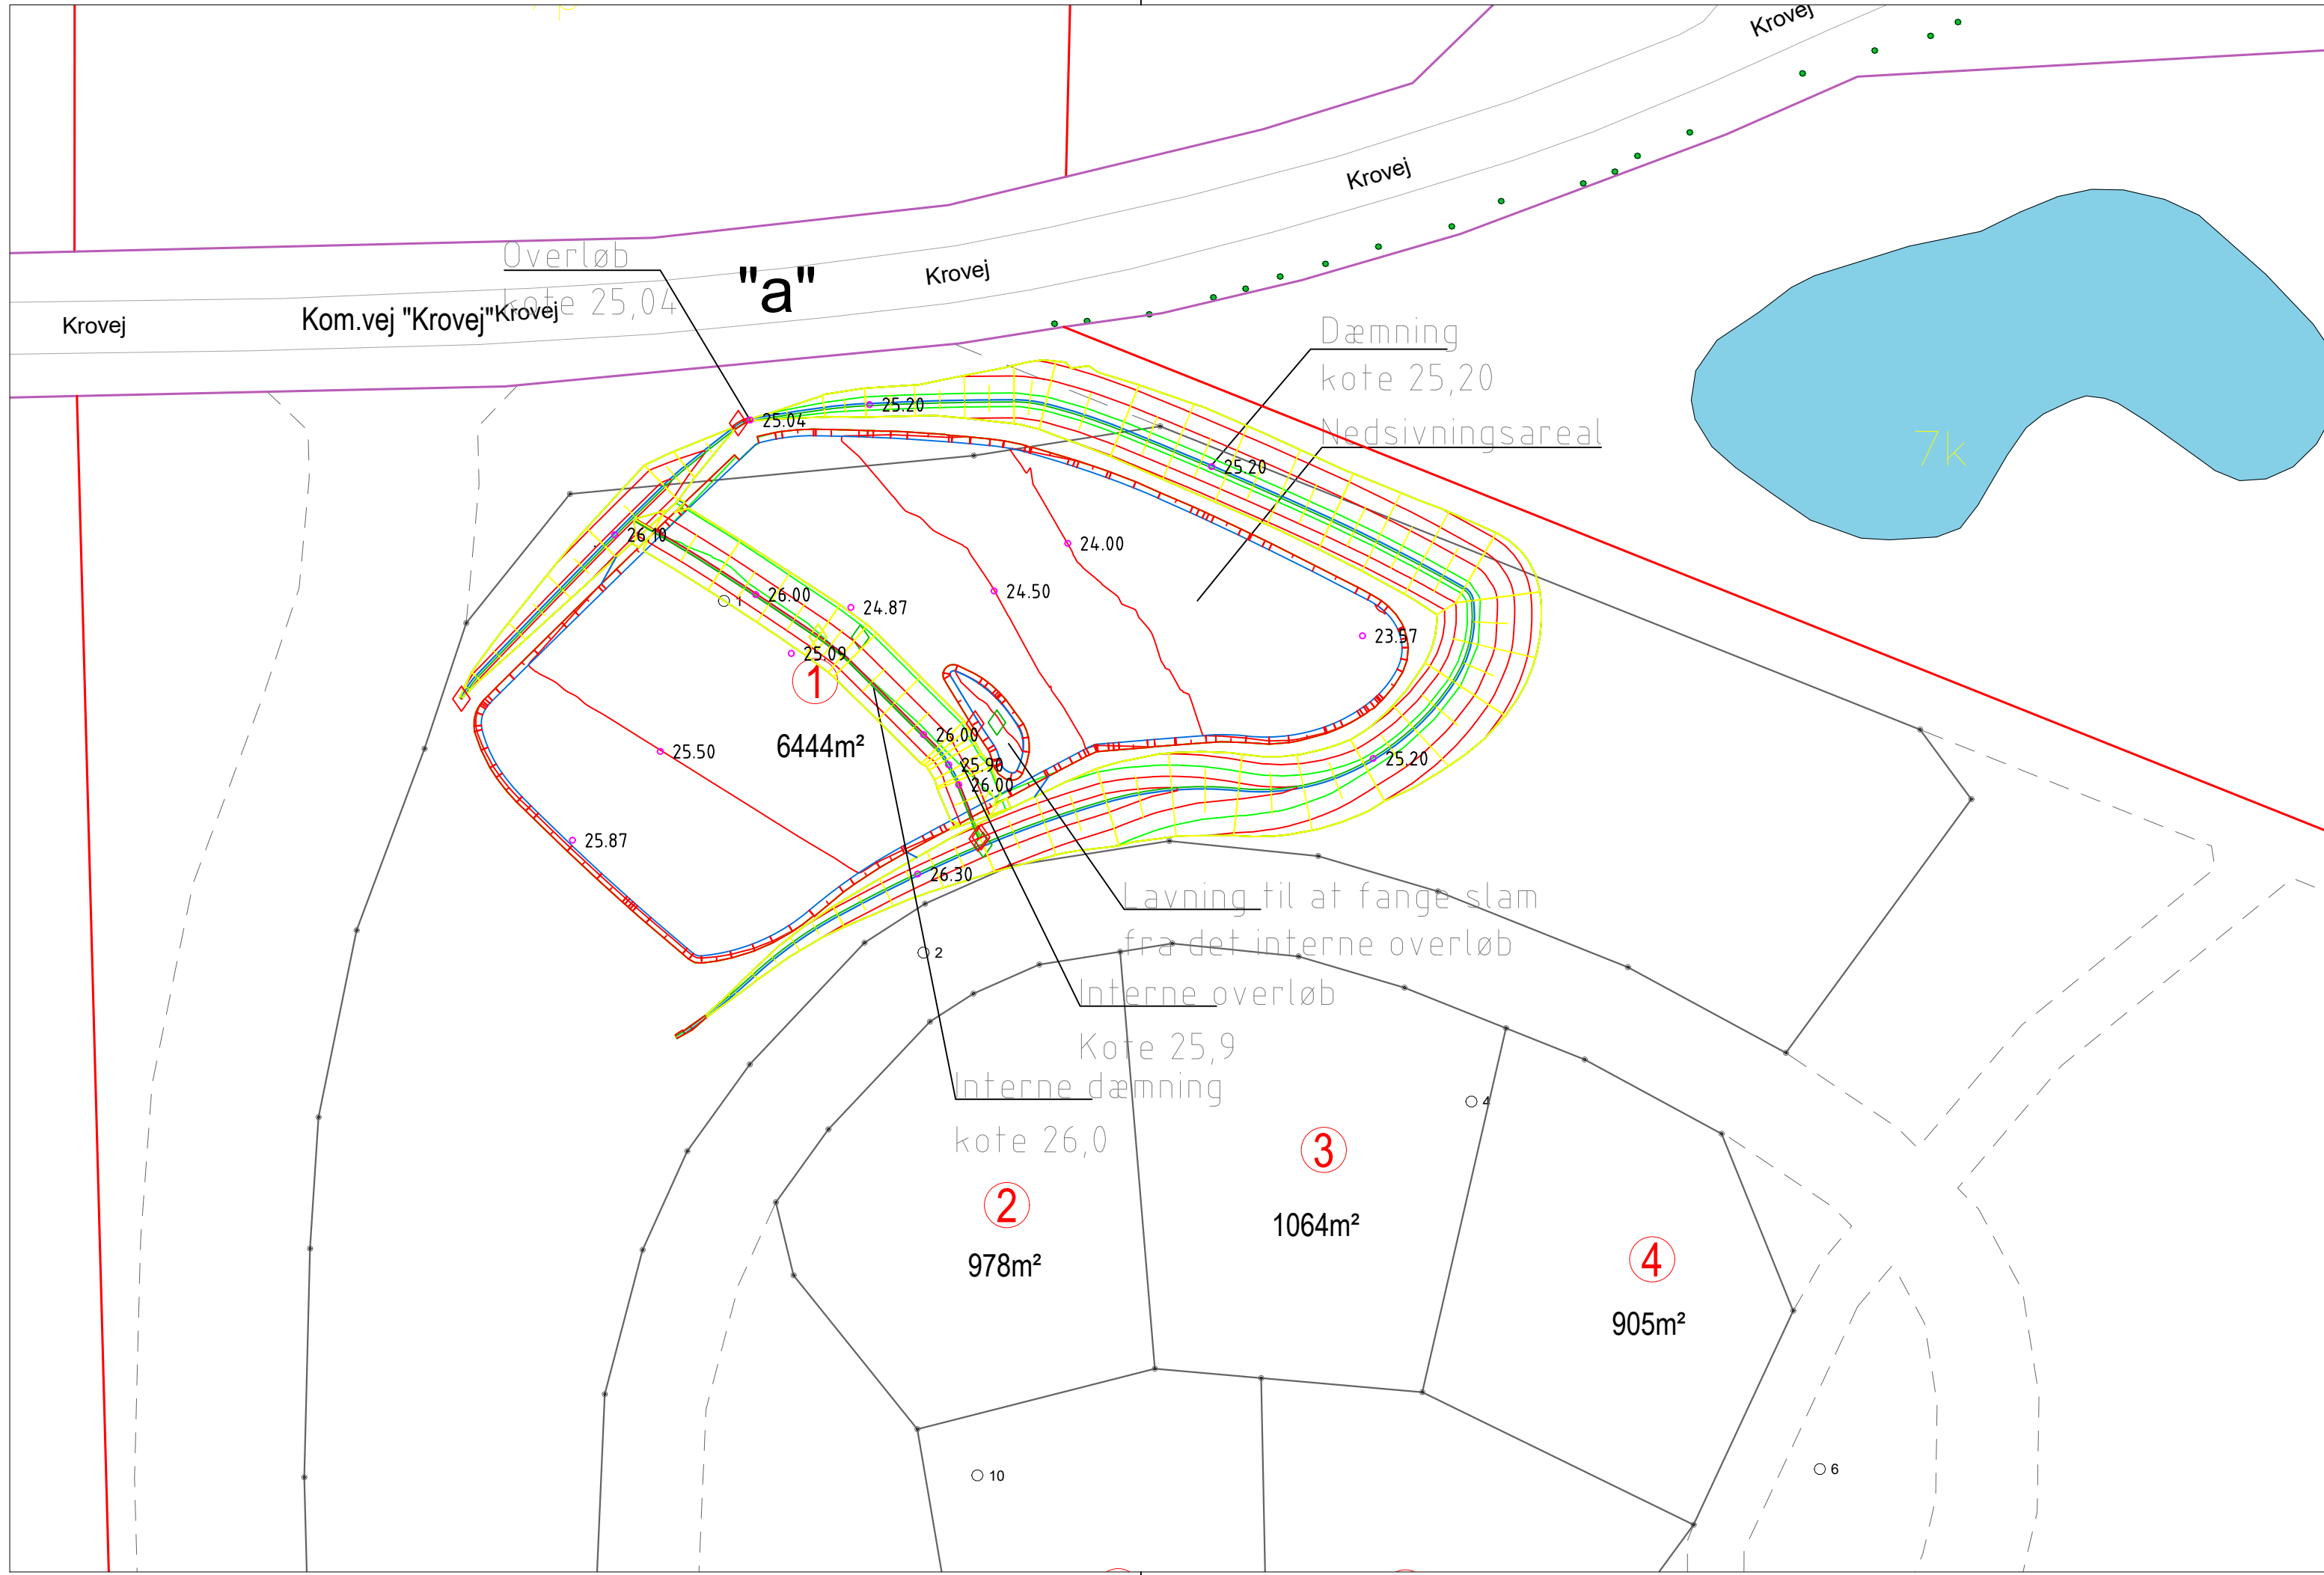 Krovej
Krovej
Krovej
Krovej
Krovej
Kom.vej "Krovej"
"a"
Overløb
kote 25,04
Dæmning
kote 25,20
Nedsivningsareal
7k
25.04
25.20
25.20
26.10
24.00
24.50
26.00
24.87
1
25.09
23.57
1
6444m²
26.00
25.90
26.00
25.50
25.20
25.87
26.30
Lavning til at fange slam
fra det interne overløb
2
Interne overløb
Kote 25,9
Interne dæmning
kote 26,0
4
3
1064m²
2
978m²
4
905m²
10
6